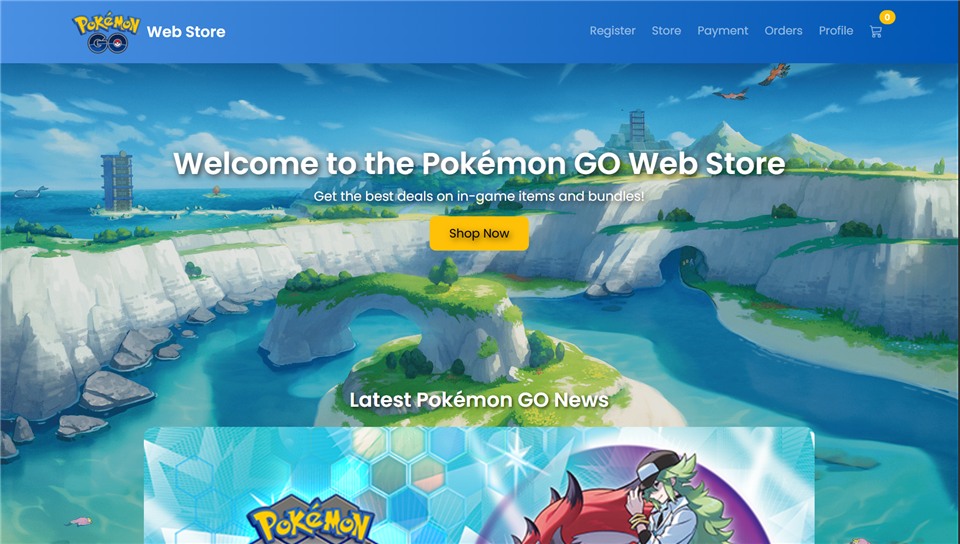 Pokémon
GO
Web Store
Register
Store
Payment
Orders
Profile
0
Welcome to the Pokémon GO Web Store
Get the best deals on in-game items and bundles!
Shop Now
Latest Pokémon GO News
POKÉMON